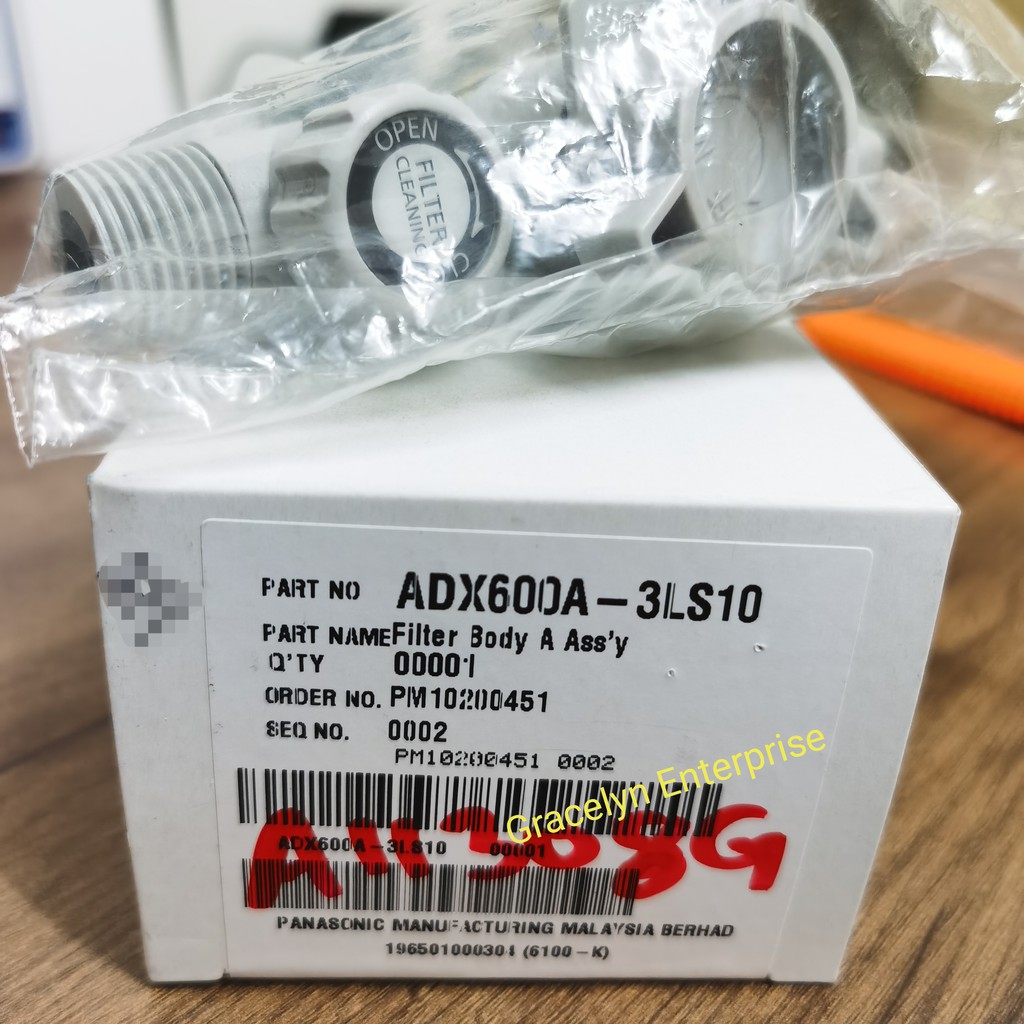 OPEN
FILTER
CLEANING
PART NO ADX600A-3LS10
PART NAME Filter Body A Ass'y
Q'TY 00001
ORDER NO. PM10200451
SEQ NO. 0002
PM10200451 0002
Gracelyn Enterprise
A11308G
ADX600A-3LS10 00001
PANASONIC MANUFACTURING MALAYSIA BERHAD
196501000304 (6100-K)